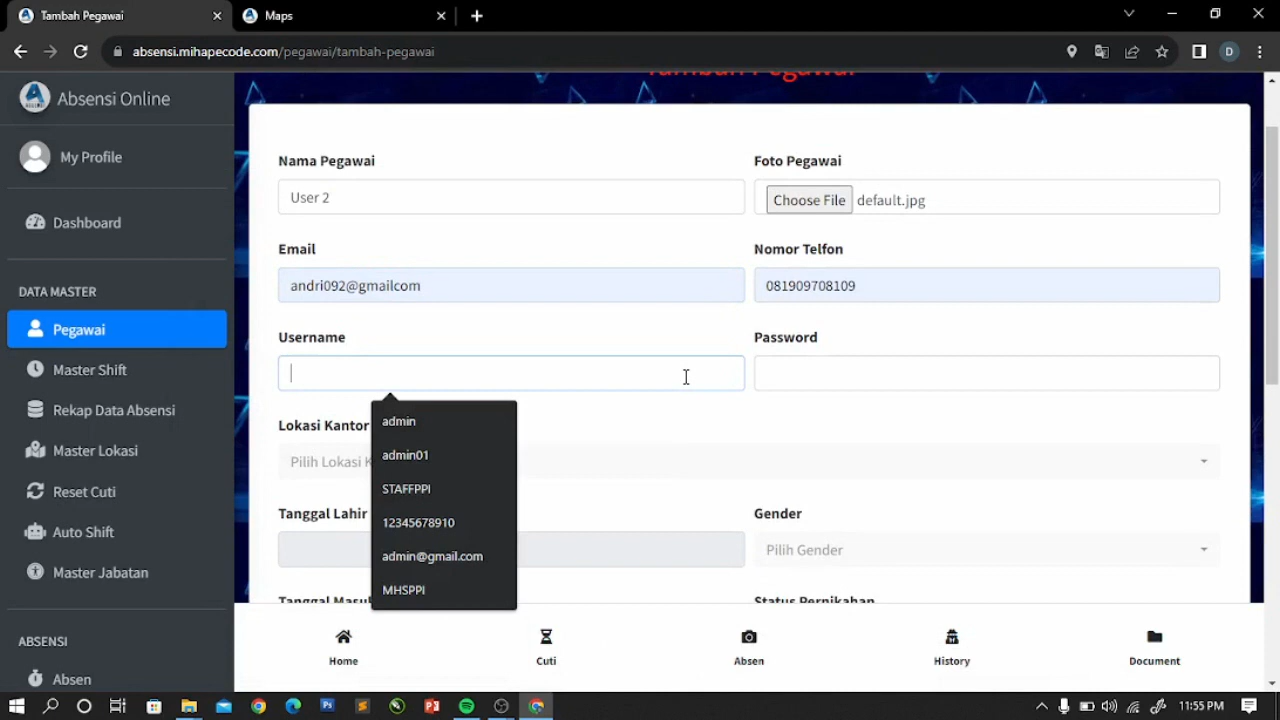 Tambah Pegawai
Maps
absensi.mihapecode.com/pegawai/tambah-pegawai
D
Absensi Online
My Profile
Dashboard
DATA MASTER
Pegawai
Master Shift
Rekap Data Absensi
Master Lokasi
Reset Cuti
Auto Shift
Master Jabatan
ABSENSI
Absen
Tambah Pegawai
Nama Pegawai
User 2
Foto Pegawai
Choose File default.jpg
Email
andri092@gmailcom
Nomor Telfon
081909708109
Username
Password
admin
admin01
STAFFPPI
12345678910
admin@gmail.com
MHSPPI
Lokasi Kantor
Pilih Lokasi K
Tanggal Lahir
Gender
Pilih Gender
Tanggal Masu
Status Pernikahan
Home
Cuti
Absen
History
Document
11:55 PM